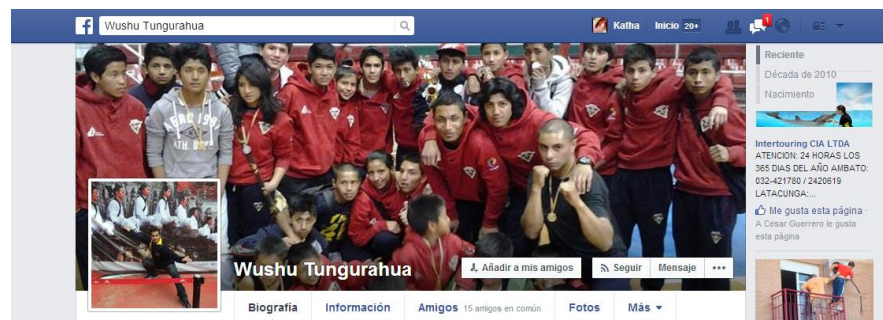 Wushu Tungurahua
Katha Inicio 20+
1
Reciente
Década de 2010
Nacimiento
Intertouring CIA LTDA
ATENCION: 24 HORAS LOS
365 DIAS DEL AÑO AMBATO:
032-421780 / 2420619
LATACUNGA:...
Me gusta esta página ·
A Cesar Guerrero le gusta
esta página
Wushu Tungurahua
Añadir a mis amigos
Seguir
Mensaje
Biografía Información Amigos 15 amigos en común Fotos Más